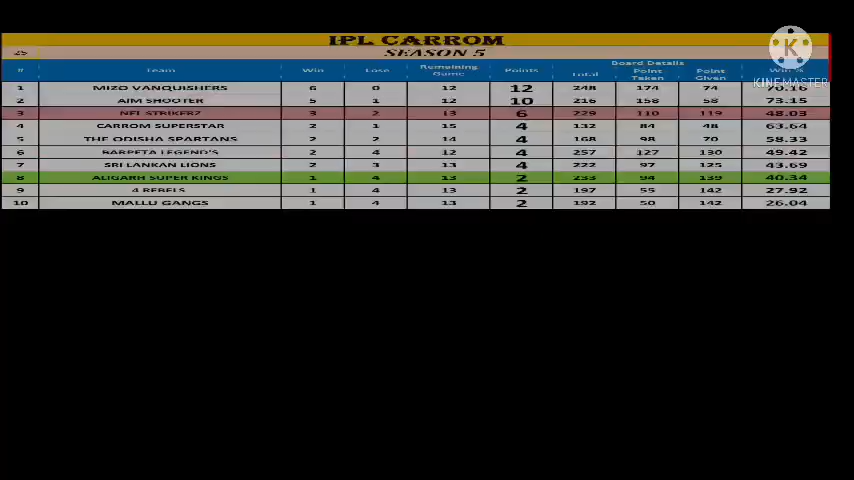 IPL CARROM
25 SEASON 5
# Team Win Lose Remaining Game Points Board Details Total Point Taken Point Given Win %
1 MIZO VANQUISHERS 6 0 12 12 248 174 74 70.16
2 AIM SHOOTER 5 1 12 10 216 158 58 73.15
3 NEI STRIKERZ 3 2 13 6 229 110 119 48.03
4 CARROM SUPERSTAR 2 1 15 4 132 84 48 63.64
5 THE ODISHA SPARTANS 2 2 14 4 168 98 70 58.33
6 BARPETA LEGEND'S 2 4 12 4 257 127 130 49.42
7 SRI LANKAN LIONS 2 3 13 4 222 97 125 43.69
8 ALIGARH SUPER KINGS 1 4 13 2 233 94 139 40.34
9 4 REBELS 1 4 13 2 197 55 142 27.92
10 MALLU GANGS 1 4 13 2 192 50 142 26.04
K
KINEMASTER